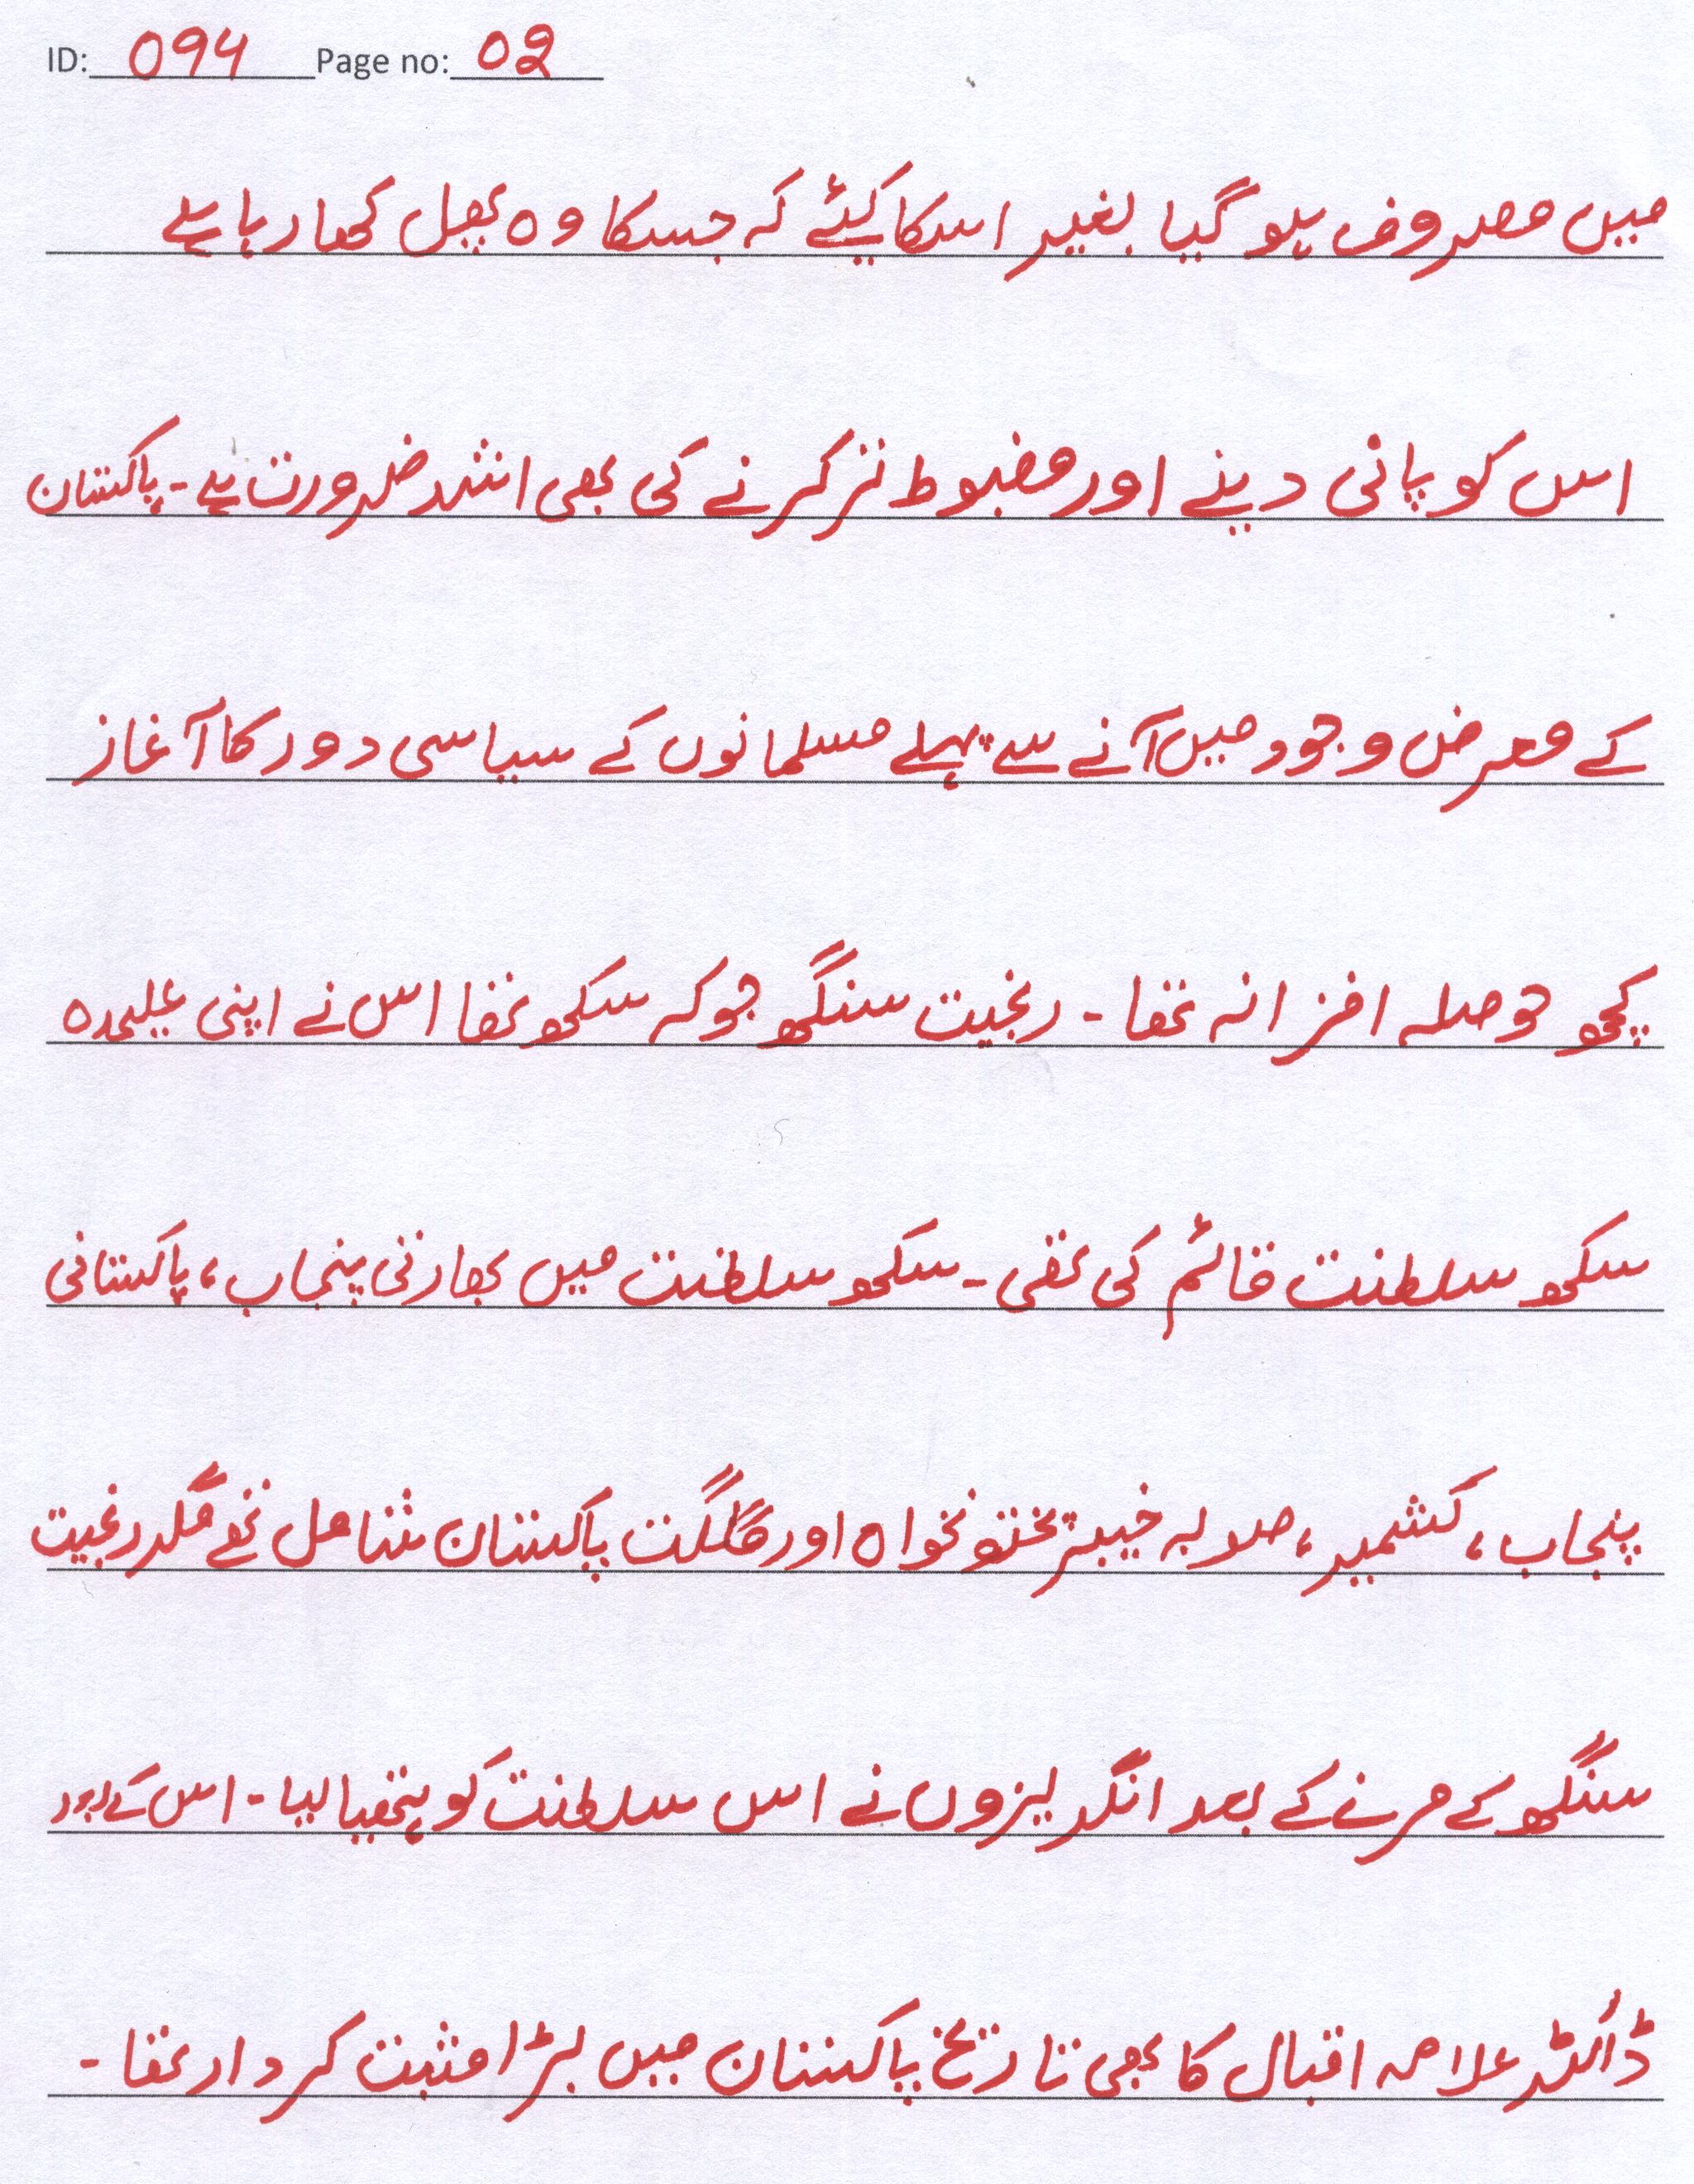 ID: 094 Page no: 02
میں مصروف ہو گیا بغیر اسکا کیئے کہ جسکا وہ پھل کھا رہا ہے
اس کو پانی دینے اور مضبوط تر کرنے کی بھی اشد ضرورت ہے - پاکستان
کے معرض وجود میں آنے سے پہلے مسلمانوں کے سیاسی دور کا آغاز
کچھ حوصلہ افزا نہ تھا - رنجیت سنگھ جو کہ سکھ تھا اس نے اپنی علیحدہ
سکھ سلطنت قائم کی تھی - سکھ سلطنت میں بھارتی پنجاب، پاکستانی
پنجاب، کشمیر، صوبہ خیبر پختونخواہ اور گلگت پاکستان شامل تھے مگر رنجیت
سنگھ کے مرنے کے بعد انگریزوں نے اس سلطنت کو ہتھیا لیا - اس کے بعد
ڈاکٹر علامہ اقبال کا بھی تاریخ پاکستان میں بڑا مثبت کردار تھا -